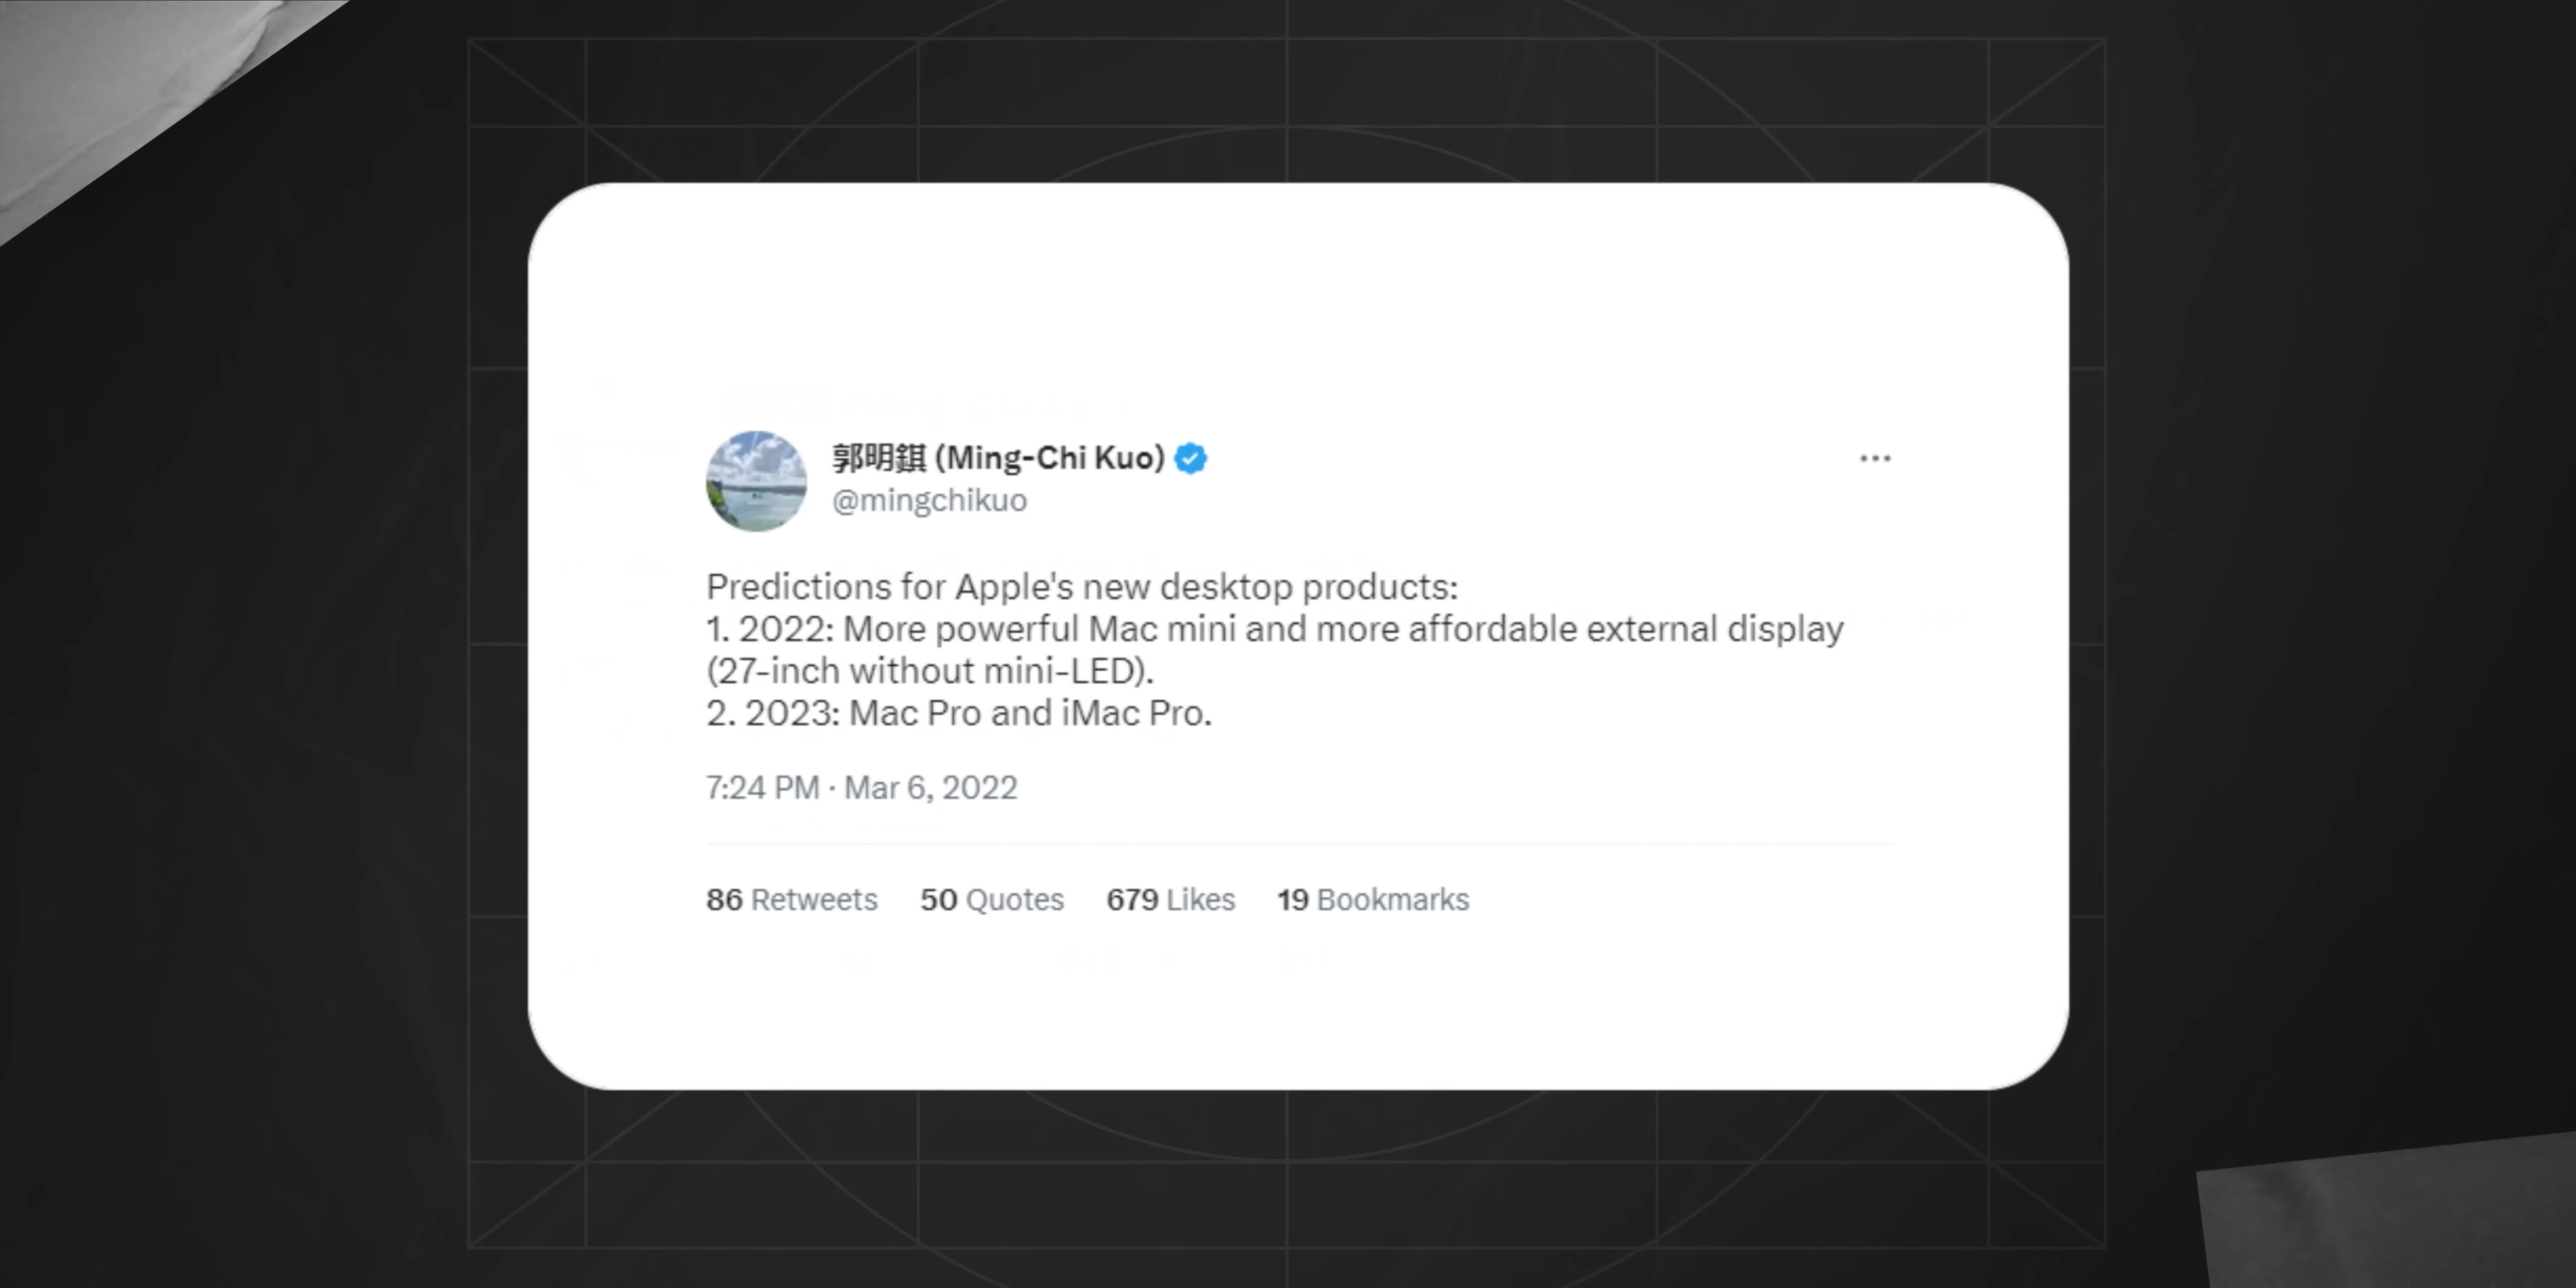 郭明錤 (Ming-Chi Kuo)
@mingchikuo
Predictions for Apple's new desktop products:
1. 2022: More powerful Mac mini and more affordable external display
(27-inch without mini-LED).
2. 2023: Mac Pro and iMac Pro.
7:24 PM · Mar 6, 2022
86 Retweets 50 Quotes 679 Likes 19 Bookmarks